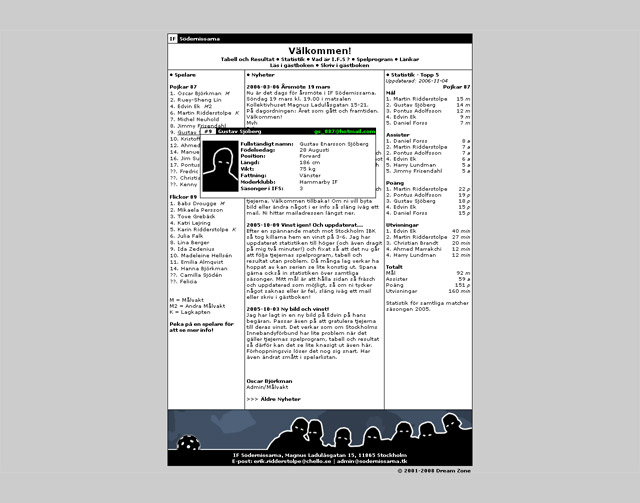 IF Södermissarna
Välkommen!
Tabell och Resultat • Statistik • Vad är I.F.S ? • Spelprogram • Länkar
Läs i gästboken • Skriv i gästboken
• Spelare
Pojkar 87
1. Oscar Björkman M
2. Ruey-Sheng Lin
4. Edvin Ek M2
6. Martin Ridderstolpe K
7. Michel Neuhold
8. Jimmy Frisendahl
9. Gustav
10. Kristoff
12. Ahmed
14. Manue
16. Jim Su
17. Pontus
??. Fredric
??. Christi
??. Kenny
Flickor 89
1. Babs Drougge M
2. Mikaela Persson
3. Tove Grebäck
4. Katri Lejring
5. Karin Ridderstolpe K
6. Julia Falk
8. Lina Berger
9. Ida Zedenius
10. Madeleine Hellsén
11. Emilia Almqvist
14. Hanna Björkman
??. Camilla Sjödén
??. Felicia
M = Målvakt
M2 = Andra Målvakt
K = Lagkapten
Peka på en spelare för
att se mer info!
• Nyheter
2006-03-06 Årsmöte 19 mars
Nu är det dags för årsmöte i IF Södermissarna.
Söndag 19 mars kl. 19.00 i matsalen
Kollektivhuset Magnus Ladulåsgatan 15-21.
På dagordningen: Året som gått och framtiden.
Välkommen!
Mvh
# 9 Gustav Sjöberg
Fullständigt namn: Gustav Enarsson Sjöberg
Födelsedag: 28 Augusti
Position: Forward
Längd: 186 cm
Vikt: 75 kg
Fattning: Vänster
Moderklubb: Hammarby IF
Säsonger i IFS: 3
tjejerna. Välkommen tillbaka! Om ni vill byta
bild eller ändra något i er info så släng iväg ett
mail. Ni hittar mailadressen längst ner.
2005-10-09 Vinst igen! Och uppdaterat...
Efter en spännande match mot Stockholm IBK
så tog killarna hem en vinst på 3-6. Jag har
uppdaterat statistiken till höger (och även dragit
på mig två minuter!) och fixat så att det nu går
att följa tjejernas spelprogram, tabell och
resultat utan problem. Då många leg verkar ha
hoppat av kan serien se lite konstig ut. Spana
gärna också in statistiken över samtliga
säsonger. Mitt mål är att hålla sidan så fräsch
och uppdaterad som möjligt, så om ni tycker
något saknas eller är fel, släng iväg ett mail
eller skriv i gästboken!
2005-10-03 Ny bild och vinst!
Jag har lagt in en ny bild på Edvin på hans
begäran. Passar även på att gratulera tjejerna
till deras vinst. Det verkar som om Stockholms
Innebandyförbund har lite problem när det
gäller tjejernas spelprogram, tabell och resultat
så därför kan det se lite knasigt ut även här.
Förhoppningsvis löser det nog sig snart. Har
även ändrat smått i spelarlistan.
Oscar Björkman
Admin/Målvakt
>>> Äldre Nyheter
• Statistik - Topp 5
Uppdaterad: 2006-11-04
Pojkar 87
Mål
1. Martin Ridderstolpe 15 m
2. Gustav Sjöberg 14 m
3. Pontus Adolfsson 12 m
4. Edvin Ek 9 m
5. Daniel Forss 7 m
Assister
1. Daniel Forss 8 a
2. Martin Ridderstolpe 7 a
3. Pontus Adolfsson 7 a
4. Edvin Ek 6 a
5. Harry Lundmium 5 a
5. Jimmy Frisendahl 3 a
Poäng
1. Martin Ridderstolpe 22 p
2. Pontus Adolfsson 19 p
3. Gustav Sjöberg 18 p
4. Edvin Ek 15 p
5. Daniel Forss 15 p
Utvisningar
1. Edvin Ek 40 min
2. Martin Ridderstolpe 27 min
3. Christian Brandt 20 min
4. Ahmed Marrakchi 12 min
4. Harry Lundmium 12 min
Totalt
Mål 92 m
Assister 59 a
Poäng 151 p
Utvisningar 160 min
Statistik för samtliga matcher
säsongen 2005.
IF Södermissarna, Magnus Ladulåsgatan 15, 11865 Stockholm
E-post: erik.ridderstolpe@chello.se | admin@sodermissarna.tk
© 2001-2008 Dream Zone